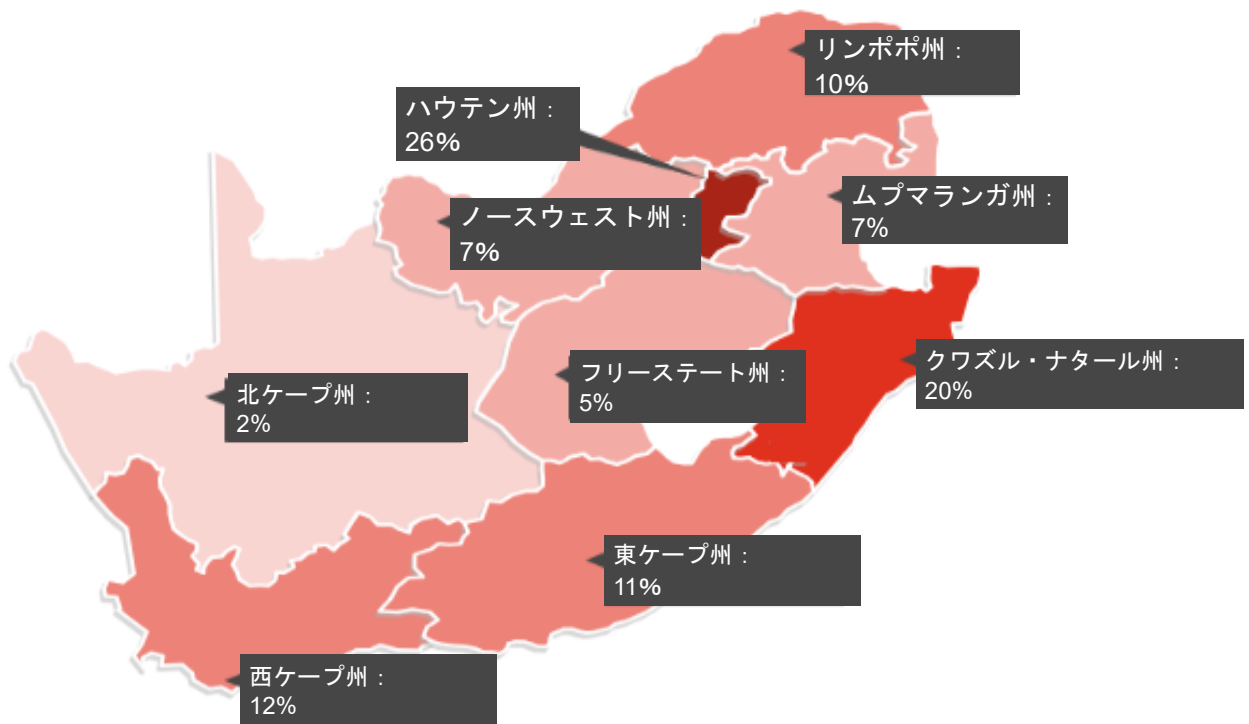 リンポポ州：
10%
ハウテン州：
26%
ムプマランガ州：
7%
ノースウェスト州：
7%
クワズル・ナタール州：
20%
フリーステート州：
5%
北ケープ州：
2%
東ケープ州：
11%
西ケープ州：
12%